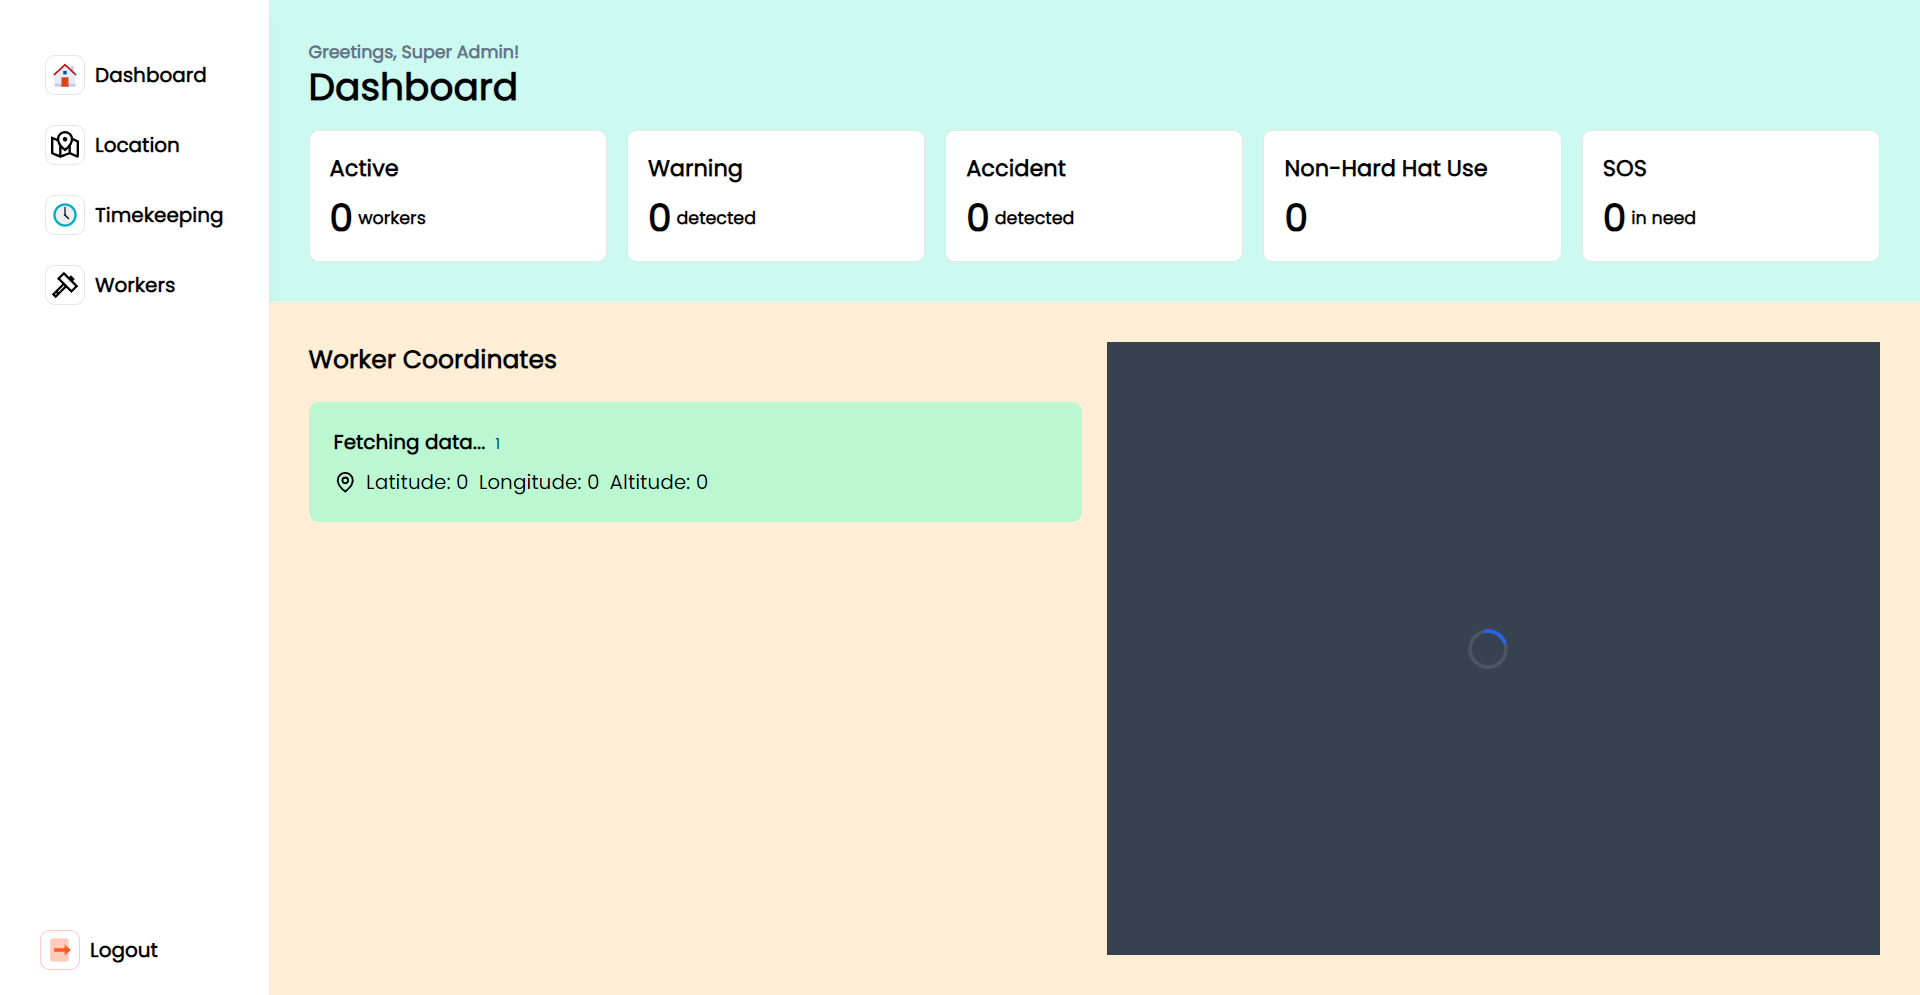 Dashboard
Location
Timekeeping
Workers
Logout
Greetings, Super Admin!
Dashboard
Active
0 workers
Warning
0 detected
Accident
0 detected
Non-Hard Hat Use
0
SOS
0 in need
Worker Coordinates
Fetching data... 1
Latitude: 0 Longitude: 0 Altitude: 0